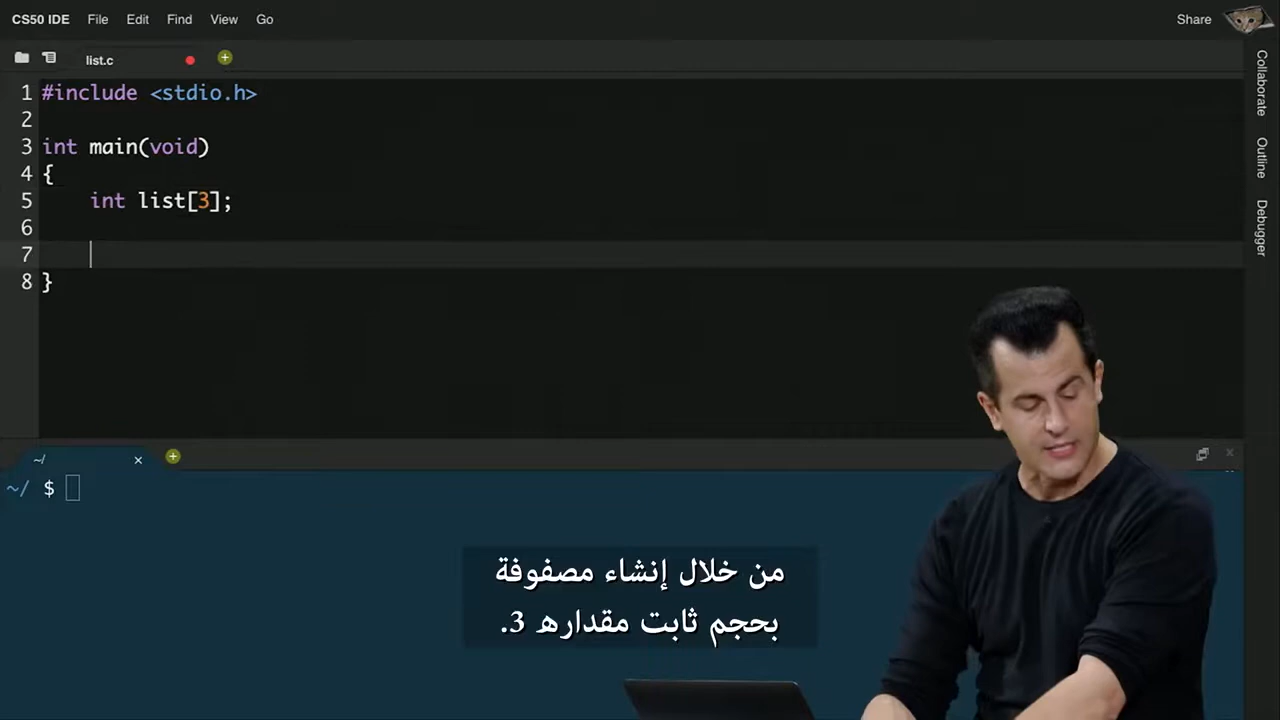 CS50 IDE File Edit Find View Go Share
list.c
1 #include <stdio.h>
2
3 int main(void)
4 {
5 int list[3];
6
7
8 }
Collaborate
Outline
Debugger
~/
~/ $
من خلال إنشاء مصفوفة
بحجم ثابت مقداره 3.